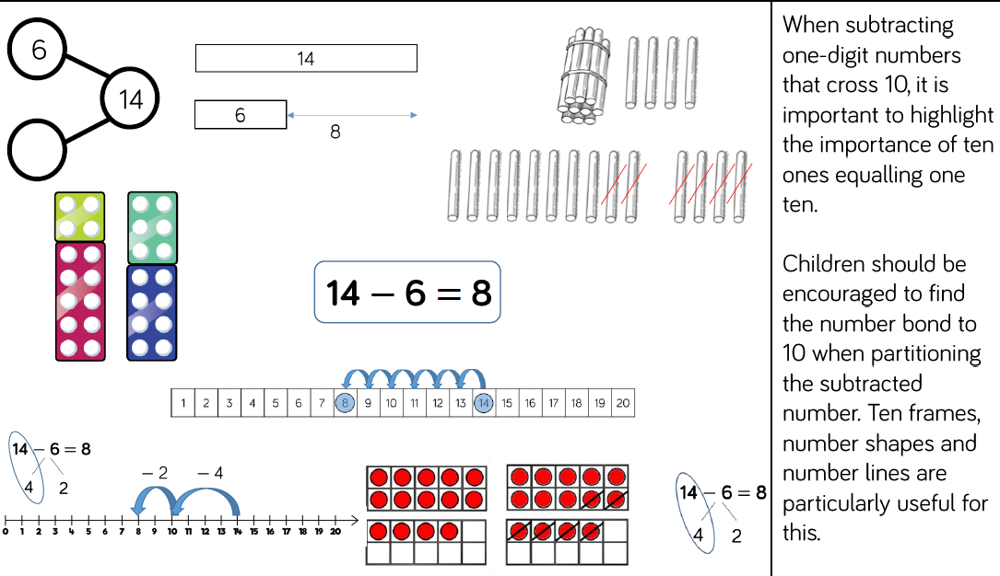 6
14
14
6
8
14 – 6 = 8
1 2 3 4 5 6 7 8 9 10 11 12 13 14 15 16 17 18 19 20
14 – 6 = 8
4 2
– 2 – 4
0 1 2 3 4 5 6 7 8 9 10 11 12 13 14 15 16 17 18 19 20
14 – 6 = 8
4 2
When subtracting
one-digit numbers
that cross 10, it is
important to highlight
the importance of ten
ones equalling one
ten.
Children should be
encouraged to find
the number bond to
10 when partitioning
the subtracted
number. Ten frames,
number shapes and
number lines are
particularly useful for
this.